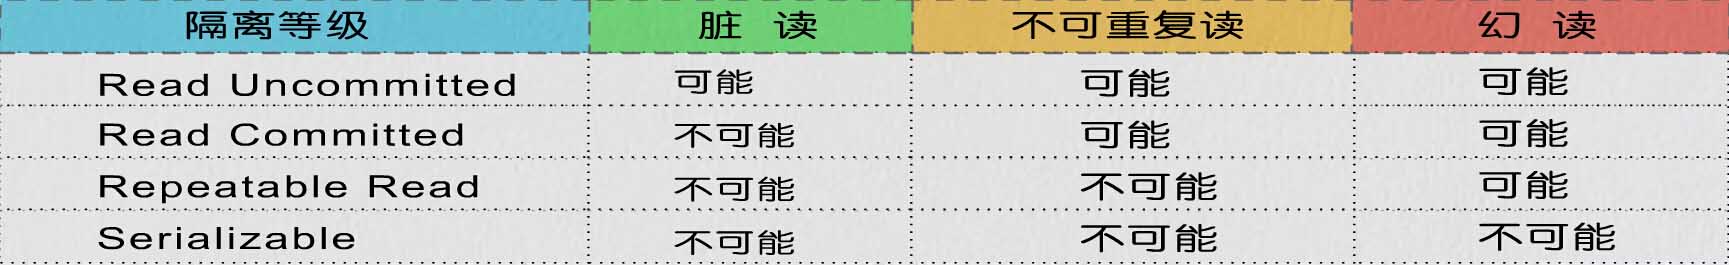 隔离等级 脏 读 不可重复读 幻 读
Read Uncommitted 可能 可能 可能
Read Committed 不可能 可能 可能
Repeatable Read 不可能 不可能 可能
Serializable 不可能 不可能 不可能